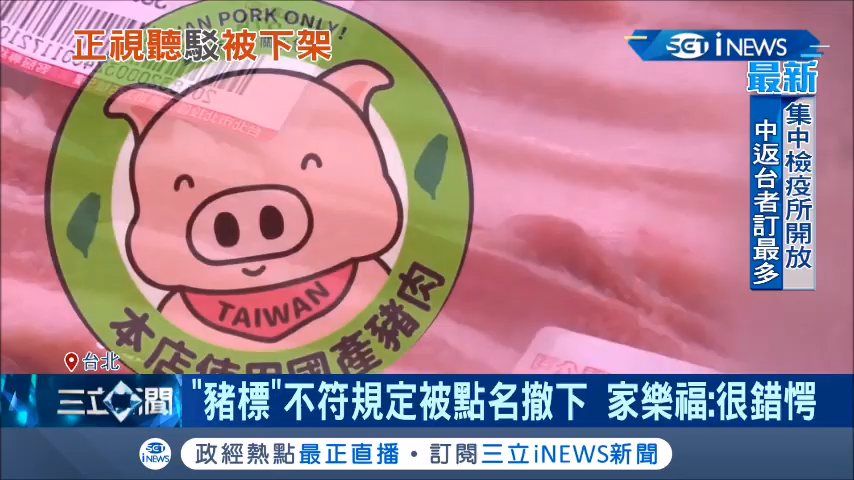 正視聽駁被下架
TAIWAN PORK ONLY!
TAIWAN
本店使用國產豬肉
SET iNEWS
最新
集中檢疫所開放
中返台者訂最多
台北
三立新聞
"豬標"不符規定被點名撤下 家樂福:很錯愕
SET iNEWS
政經熱點最正直播・訂閱三立iNEWS新聞